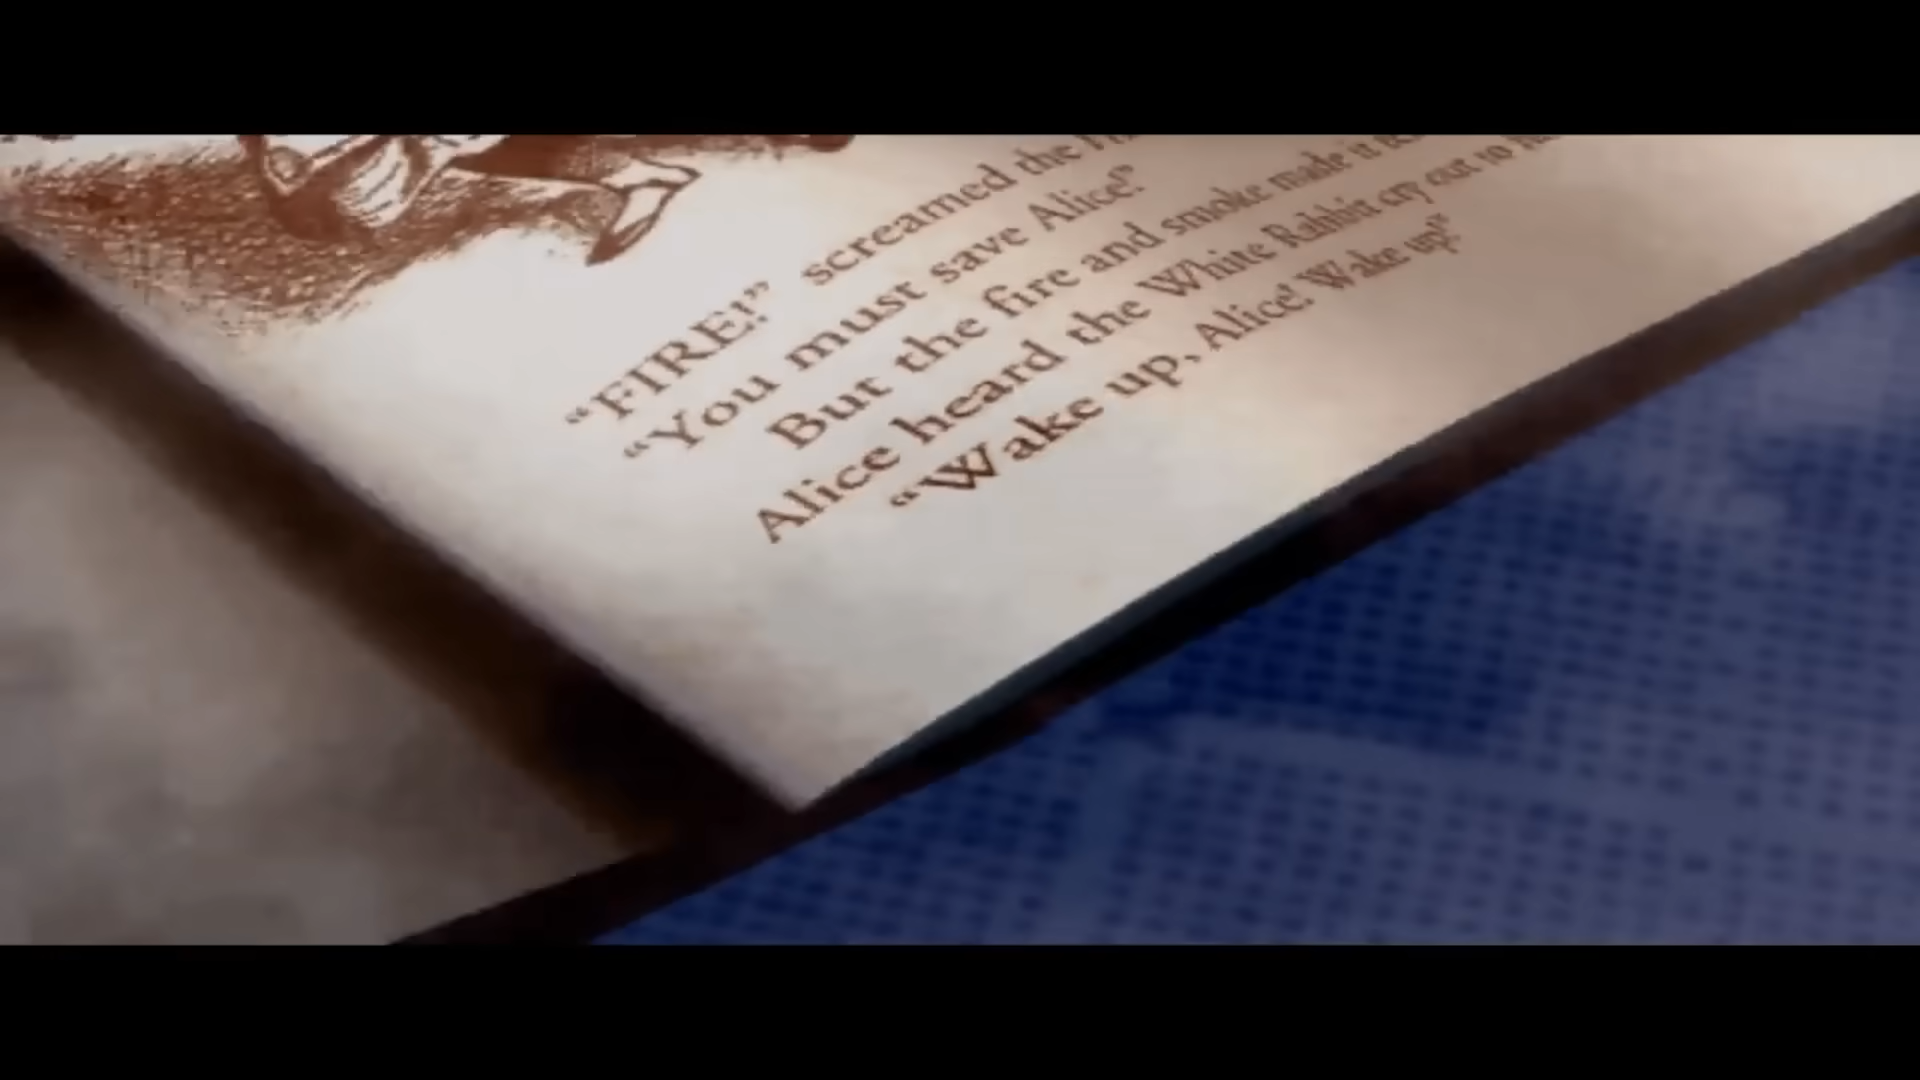 “FIRE!” screamed the
“You must save Alice!”
But the fire and smoke made it
Alice heard the White Rabbit cry out to
“Wake up, Alice! Wake up!”